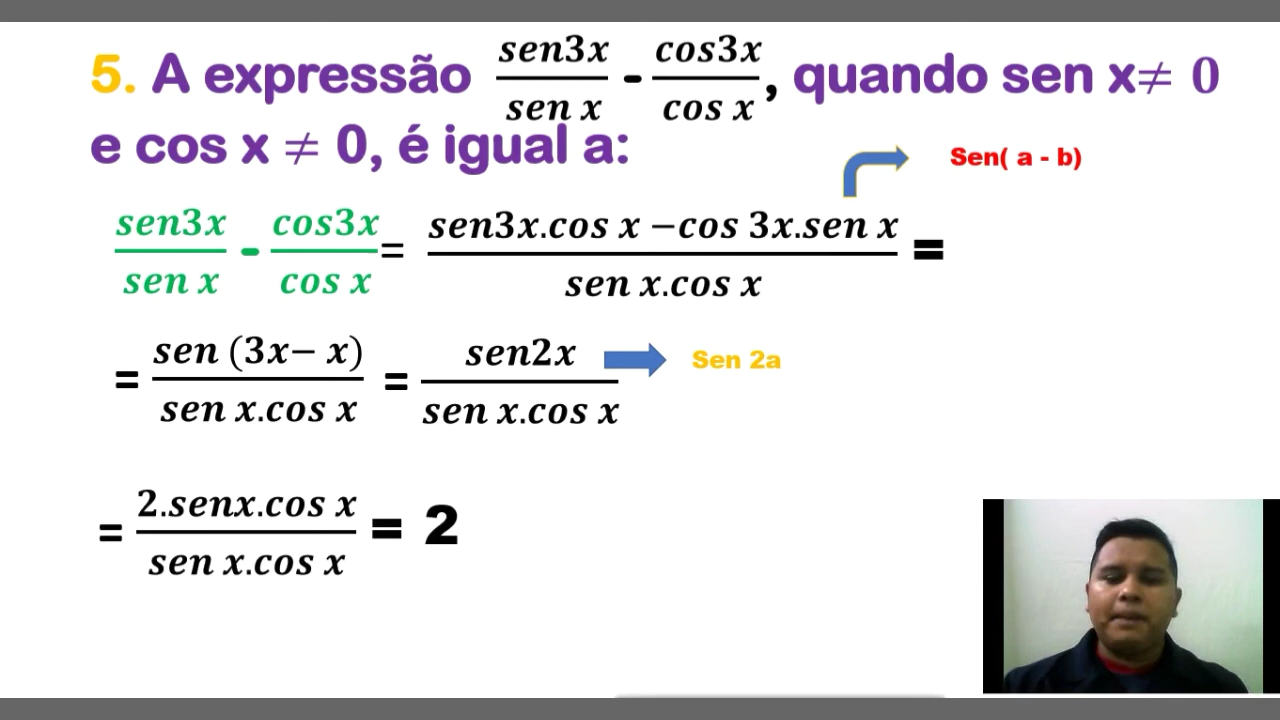 5. A expressão sen3x/sen x - cos3x/cos x, quando sen x≠ 0
e cos x ≠ 0, é igual a:
Sen( a - b)
sen3x/sen x - cos3x/cos x = sen3x.cos x −cos 3x.sen x/sen x.cos x =
= sen (3x− x)/sen x.cos x = sen2x/sen x.cos x Sen 2a
= 2.senx.cos x/sen x.cos x = 2